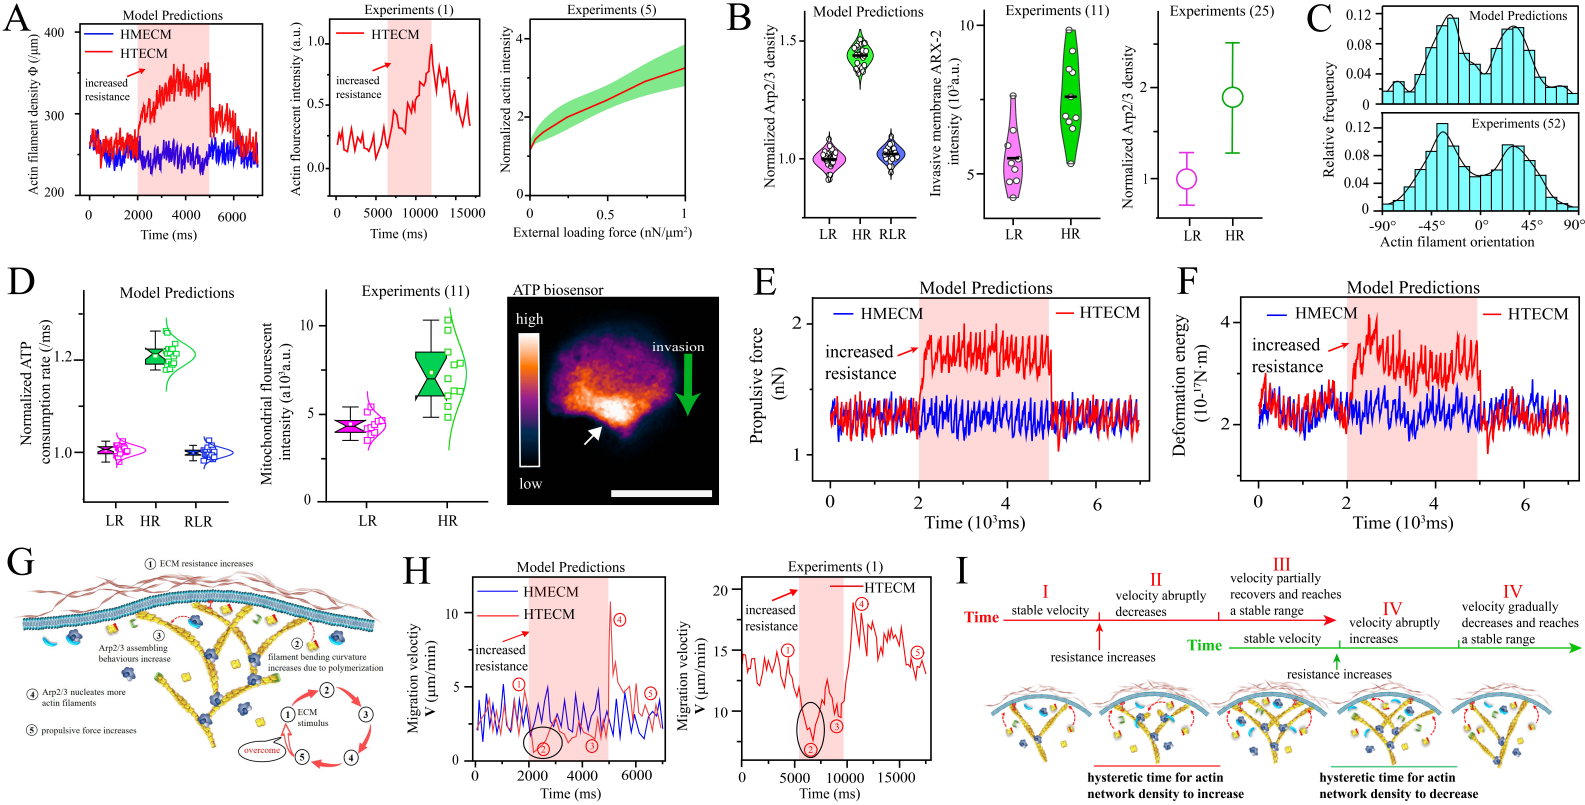 A
Model Predictions
HMECM
HTECM
increased
resistance
Actin filament density Φ (/μm)
400
300
200
0
2000
4000
6000
Time (ms)
Experiments (1)
HTECM
increased
resistance
Actin flourecent intensity (a.u.)
1.0
0.5
0.0
0
5000
10000
15000
Time (ms)
Experiments (5)
Normalized actin intensity
4
2
0
0
0.5
1
External loading force (nN/μm²)
B
Model Predictions
Normalized Arp2/3 density
1.5
1.0
LR
HR
RLR
Experiments (11)
Invasive membrane ARX-2
intensity (10³a.u.)
10
5
LR
HR
Experiments (25)
Normalized Arp2/3 density
2
1
LR
HR
C
Model Predictions
Experiments (52)
Relative frequency
0.12
0.08
0.04
0
0.12
0.08
0.04
0
-90°
-45°
0°
45°
90°
Actin filament orientation
D
Model Predictions
Normalized ATP
consumption rate (/ms)
1.2
1.0
LR
HR
RLR
Experiments (11)
Mitochondrial flourescent
intensity (a10³a.u.)
10
5
0
LR
HR
ATP biosensor
high
low
invasion
E
Model Predictions
HMECM
HTECM
increased
resistance
Propulsive force
(nN)
2
1
0
2
4
6
Time (10³ms)
F
Model Predictions
HMECM
HTECM
increased
resistance
Deformation energy
(10⁻¹⁷N·m)
4
2
0
2
4
6
Time (10³ms)
G
① ECM resistance increases
③
Arp2/3 assembling
behaviours increase
②
filament bending curvature
increases due to polymerization
④ Arp2/3 nucleates more
actin filaments
⑤ propulsive force increases
①
ECM
stimulus
②
③
④
⑤
overcome
H
Model Predictions
HMECM
HTECM
increased
resistance
①
②
③
④
⑤
Migration veloctiy
V (μm/min)
10
5
0
0
2000
4000
6000
Time (ms)
Experiments (1)
HTECM
increased
resistance
①
②
③
④
⑤
Migration velocity
V (μm/min)
20
15
10
0
5000
10000
15000
Time (ms)
I
I
stable velocity
II
velocity abruptly
decreases
III
velocity partially
recovers and reaches
a stable range
Time
resistance increases
IV
velocity abruptly
increases
IV
velocity gradually
decreases and reaches
a stable range
Time
stable velocity
resistance increases
hysteretic time for actin
network density to increase
hysteretic time for actin
network density to decrease